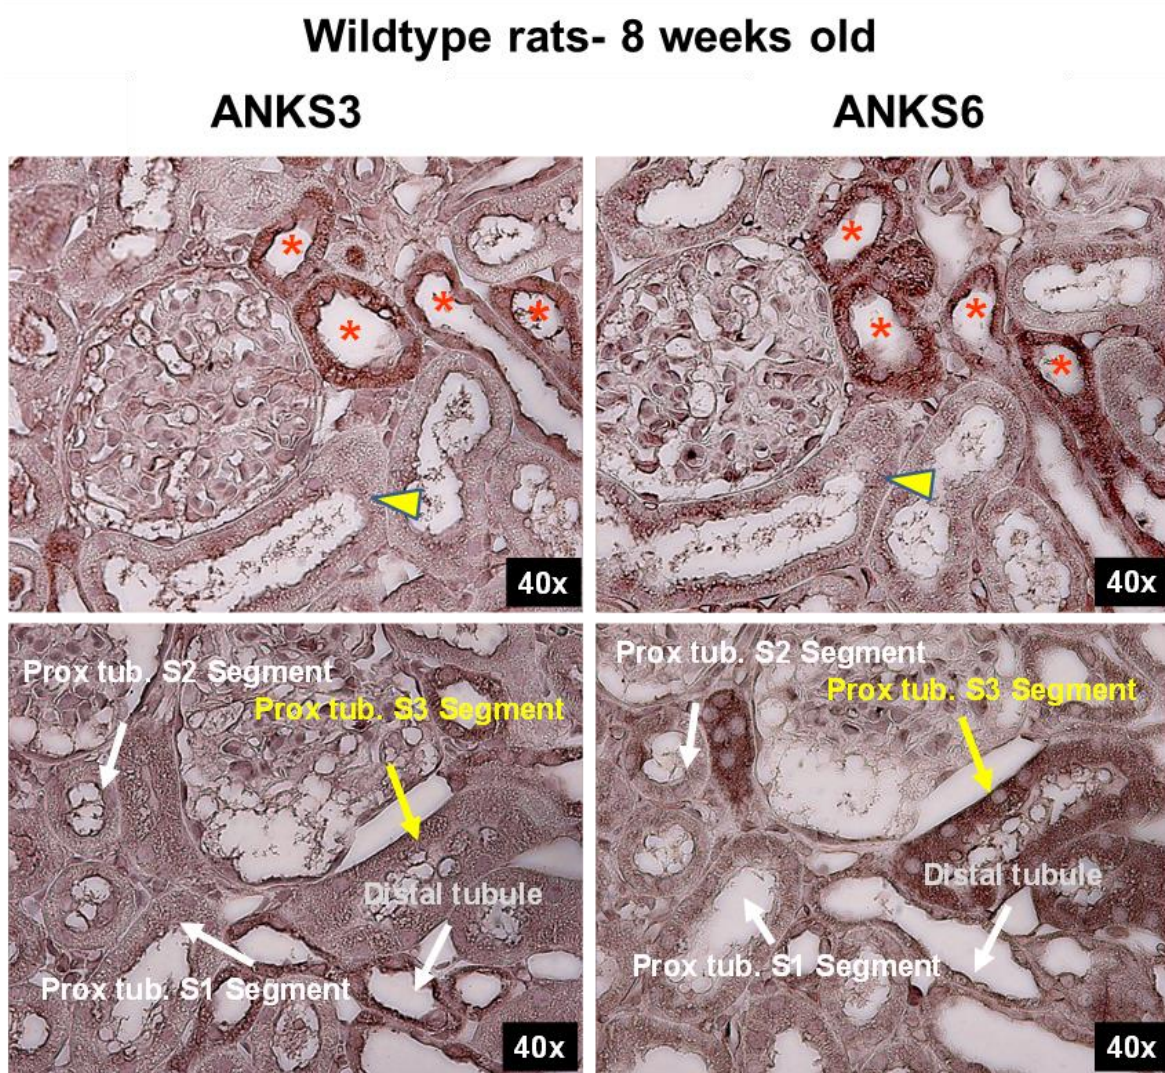 Wildtype rats- 8 weeks old
ANKS3
ANKS6
*
*
*
*
40x
*
*
*
*
40x
Prox tub. S2 Segment
Prox tub. S3 Segment
Distal tubule
Prox tub. S1 Segment
40x
Prox tub. S2 Segment
Prox tub. S3 Segment
Distal tubule
Prox tub. S1 Segment
40x